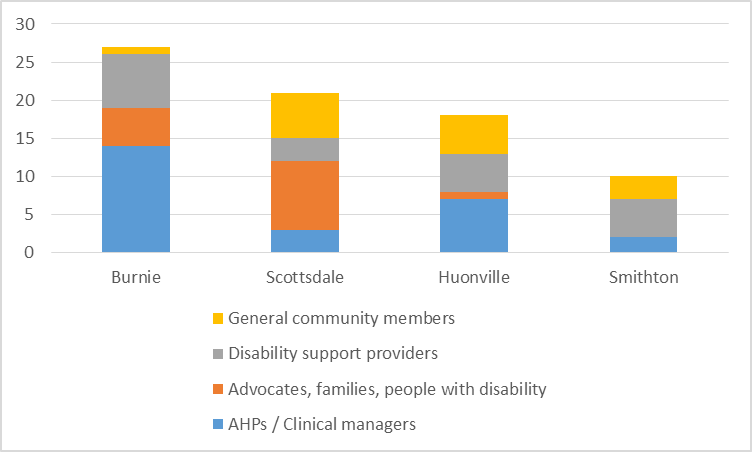 30
25
20
15
10
5
0
Burnie Scottsdale Huonville Smithton
General community members
Disability support providers
Advocates, families, people with disability
AHPs / Clinical managers